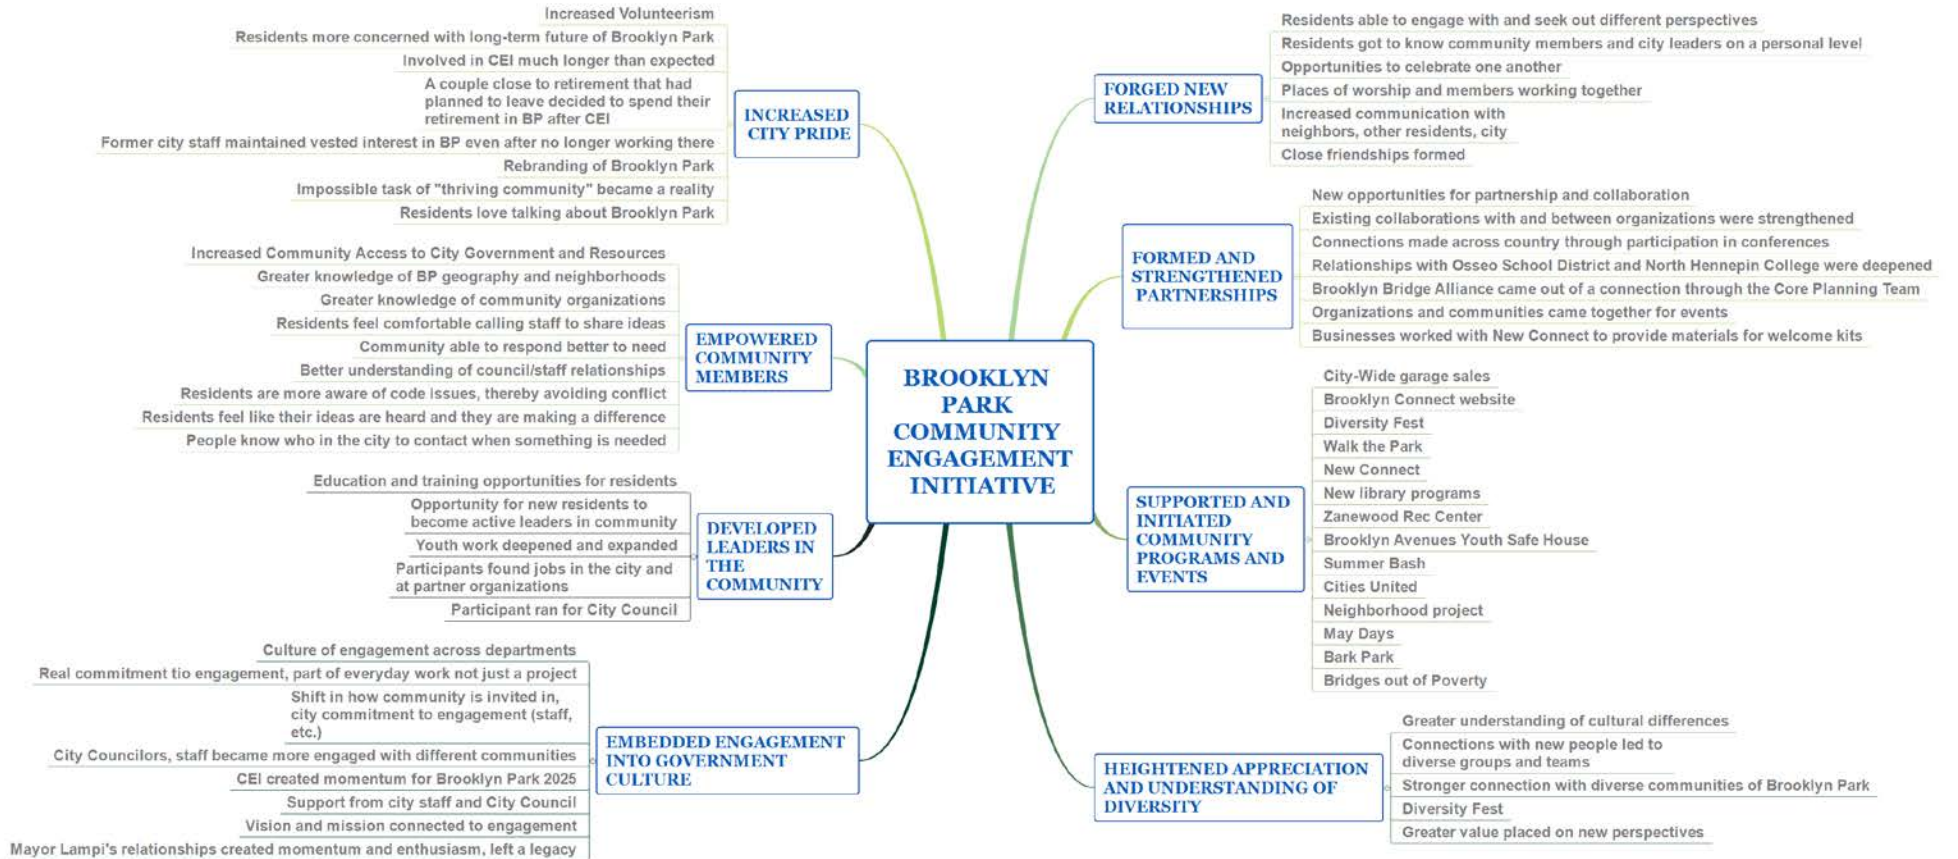 Increased Volunteerism
Residents more concerned with long-term future of Brooklyn Park
Involved in CEI much longer than expected
A couple close to retirement that had
planned to leave decided to spend their
retirement in BP after CEI
Former city staff maintained vested interest in BP even after no longer working there
Rebranding of Brooklyn Park
Impossible task of "thriving community" became a reality
Residents love talking about Brooklyn Park
INCREASED
CITY PRIDE
Increased Community Access to City Government and Resources
Greater knowledge of BP geography and neighborhoods
Greater knowledge of community organizations
Residents feel comfortable calling staff to share ideas
Community able to respond better to need
Better understanding of council/staff relationships
Residents are more aware of code issues, thereby avoiding conflict
Residents feel like their ideas are heard and they are making a difference
People know who in the city to contact when something is needed
EMPOWERED
COMMUNITY
MEMBERS
Education and training opportunities for residents
Opportunity for new residents to
become active leaders in community
Youth work deepened and expanded
Participants found jobs in the city and
at partner organizations
Participant ran for City Council
DEVELOPED
LEADERS IN
THE
COMMUNITY
Culture of engagement across departments
Real commitment tio engagement, part of everyday work not just a project
Shift in how community is invited in,
city commitment to engagement (staff,
etc.)
City Councilors, staff became more engaged with different communities
CEI created momentum for Brooklyn Park 2025
Support from city staff and City Council
Vision and mission connected to engagement
Mayor Lampi's relationships created momentum and enthusiasm, left a legacy
EMBEDDED ENGAGEMENT
INTO GOVERNMENT
CULTURE
BROOKLYN
PARK
COMMUNITY
ENGAGEMENT
INITIATIVE
FORGED NEW
RELATIONSHIPS
Residents able to engage with and seek out different perspectives
Residents got to know community members and city leaders on a personal level
Opportunities to celebrate one another
Places of worship and members working together
Increased communication with
neighbors, other residents, city
Close friendships formed
FORMED AND
STRENGTHENED
PARTNERSHIPS
New opportunities for partnership and collaboration
Existing collaborations with and between organizations were strengthened
Connections made across country through participation in conferences
Relationships with Osseo School District and North Hennepin College were deepened
Brooklyn Bridge Alliance came out of a connection through the Core Planning Team
Organizations and communities came together for events
Businesses worked with New Connect to provide materials for welcome kits
SUPPORTED AND
INITIATED
COMMUNITY
PROGRAMS AND
EVENTS
City-Wide garage sales
Brooklyn Connect website
Diversity Fest
Walk the Park
New Connect
New library programs
Zanewood Rec Center
Brooklyn Avenues Youth Safe House
Summer Bash
Cities United
Neighborhood project
May Days
Bark Park
Bridges out of Poverty
HEIGHTENED APPRECIATION
AND UNDERSTANDING OF
DIVERSITY
Greater understanding of cultural differences
Connections with new people led to
diverse groups and teams
Stronger connection with diverse communities of Brooklyn Park
Diversity Fest
Greater value placed on new perspectives